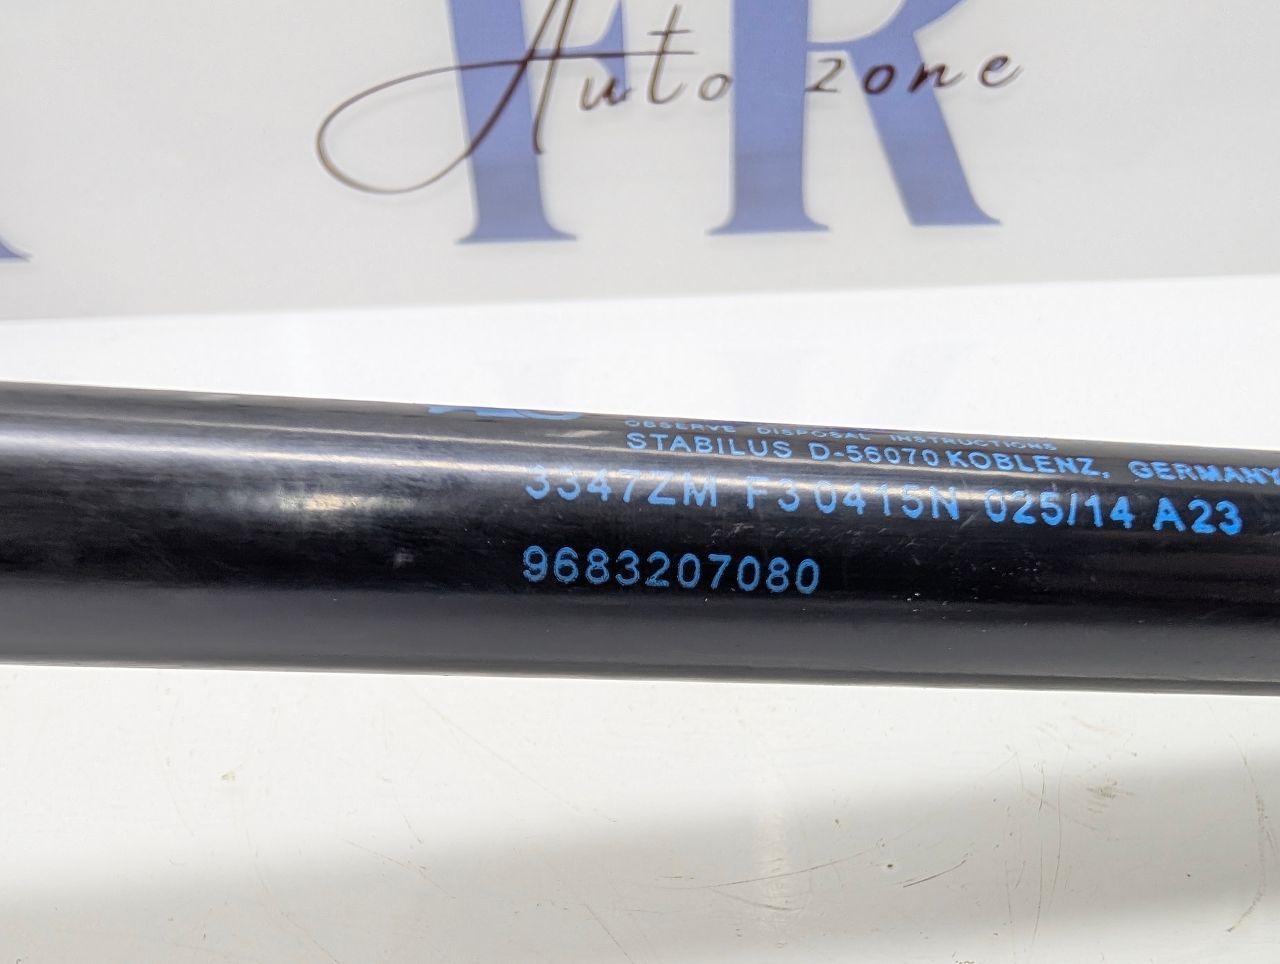 FR
Auto zone
OBSERVE DISPOSAL INSTRUCTIONS
STABILUS D-56070 KOBLENZ, GERMANY
3347ZM F3 0415N 025/14 A23
9683207080